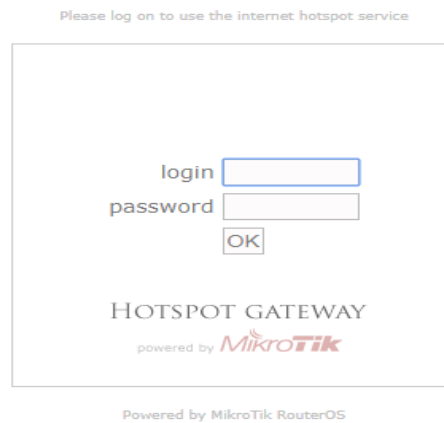 Please log on to use the internet hotspot service
login
password
OK
HOTSPOT GATEWAY
powered by MikroTik
Powered by MikroTik RouterOS